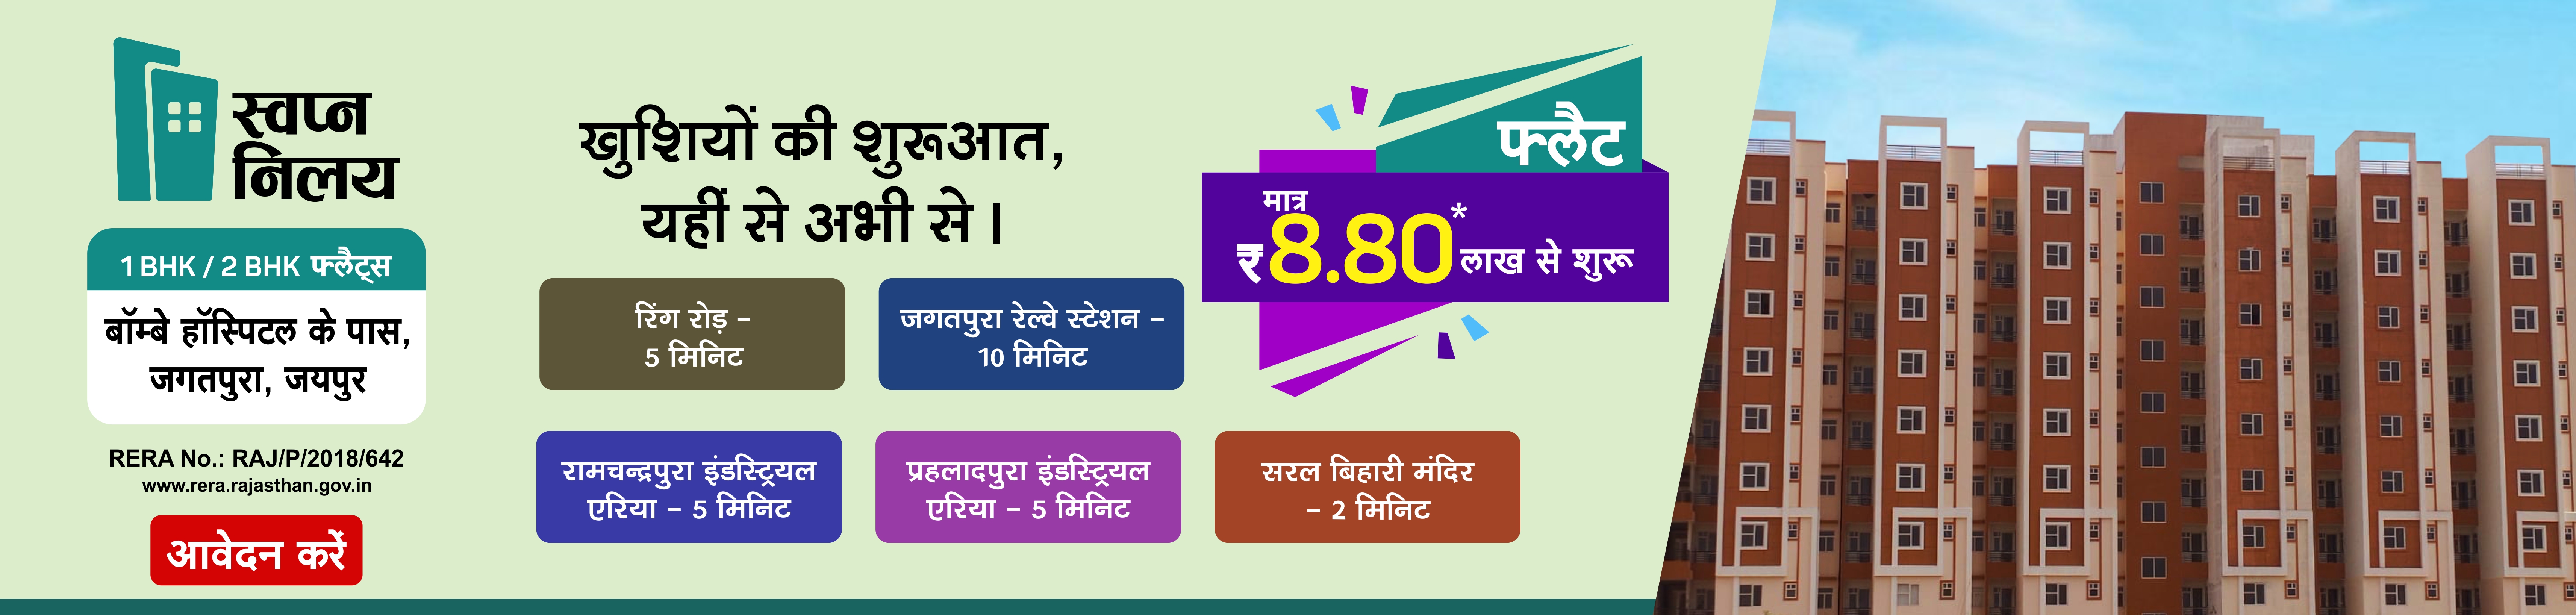 स्वप्न
निलय
1 BHK / 2 BHK फ्लैट्स
बॉम्बे हॉस्पिटल के पास,
जगतपुरा, जयपुर
RERA No.: RAJ/P/2018/642
www.rera.rajasthan.gov.in
आवेदन करें
खुशियों की शुरूआत,
यहीं से अभी से।
रिंग रोड़ –
5 मिनिट
जगतपुरा रेल्वे स्टेशन –
10 मिनिट
रामचन्द्रपुरा इंडस्ट्रियल
एरिया – 5 मिनिट
प्रहलादपुरा इंडस्ट्रियल
एरिया – 5 मिनिट
सरल बिहारी मंदिर
– 2 मिनिट
फ्लैट
मात्र
₹8.80* लाख से शुरू